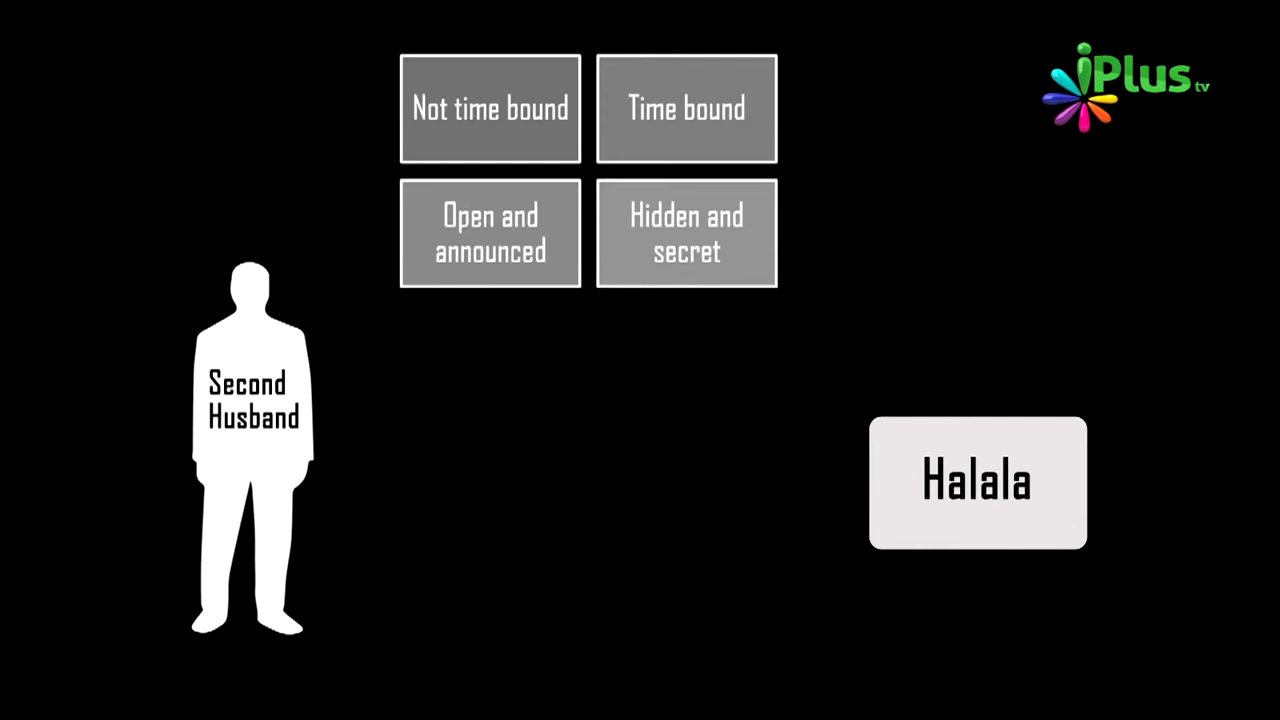 iPlus tv
Not time bound
Time bound
Open and
announced
Hidden and
secret
Second
Husband
Halala